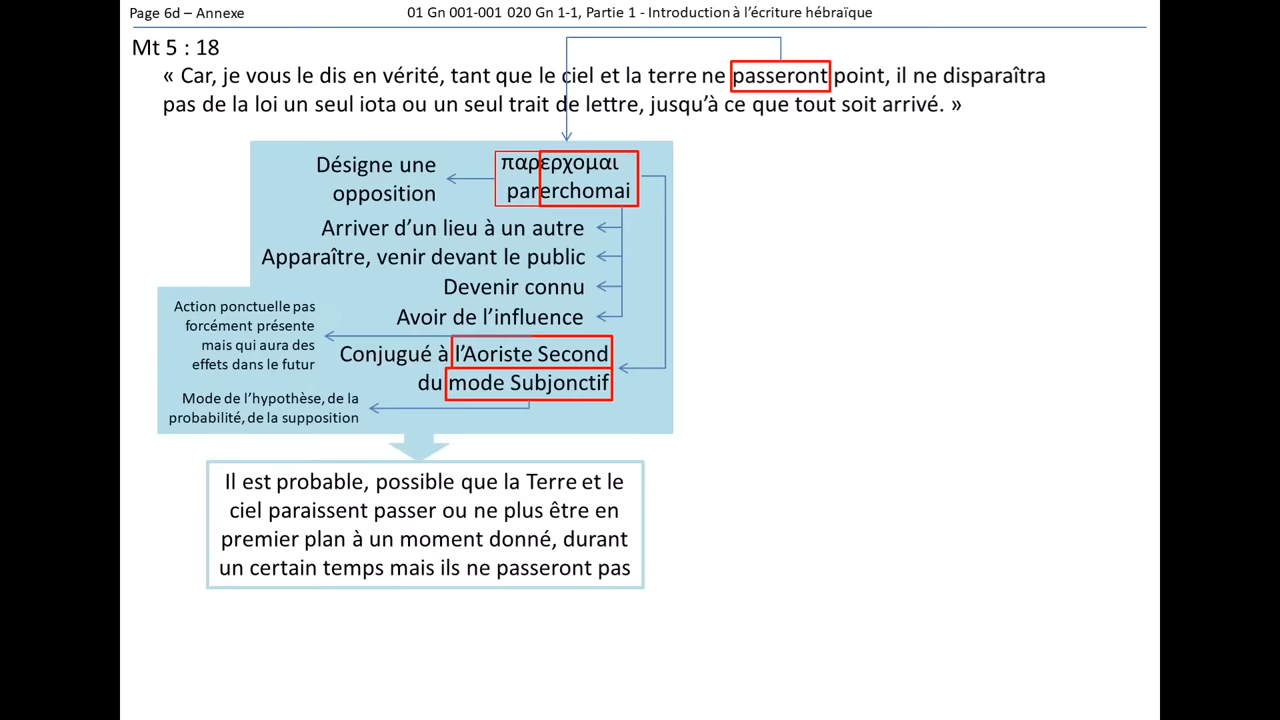 Page 6d – Annexe
01 Gn 001-001 020 Gn 1-1, Partie 1 - Introduction à l’écriture hébraïque
Mt 5 : 18
« Car, je vous le dis en vérité, tant que le ciel et la terre ne passeront point, il ne disparaîtra
pas de la loi un seul iota ou un seul trait de lettre, jusqu’à ce que tout soit arrivé. »
Désigne une
opposition
παρερχομαι
parerchomai
Arriver d’un lieu à un autre
Apparaître, venir devant le public
Devenir connu
Avoir de l’influence
Action ponctuelle pas
forcément présente
mais qui aura des
effets dans le futur
Conjugué à l’Aoriste Second
du mode Subjonctif
Mode de l’hypothèse, de la
probabilité, de la supposition
Il est probable, possible que la Terre et le
ciel paraissent passer ou ne plus être en
premier plan à un moment donné, durant
un certain temps mais ils ne passeront pas